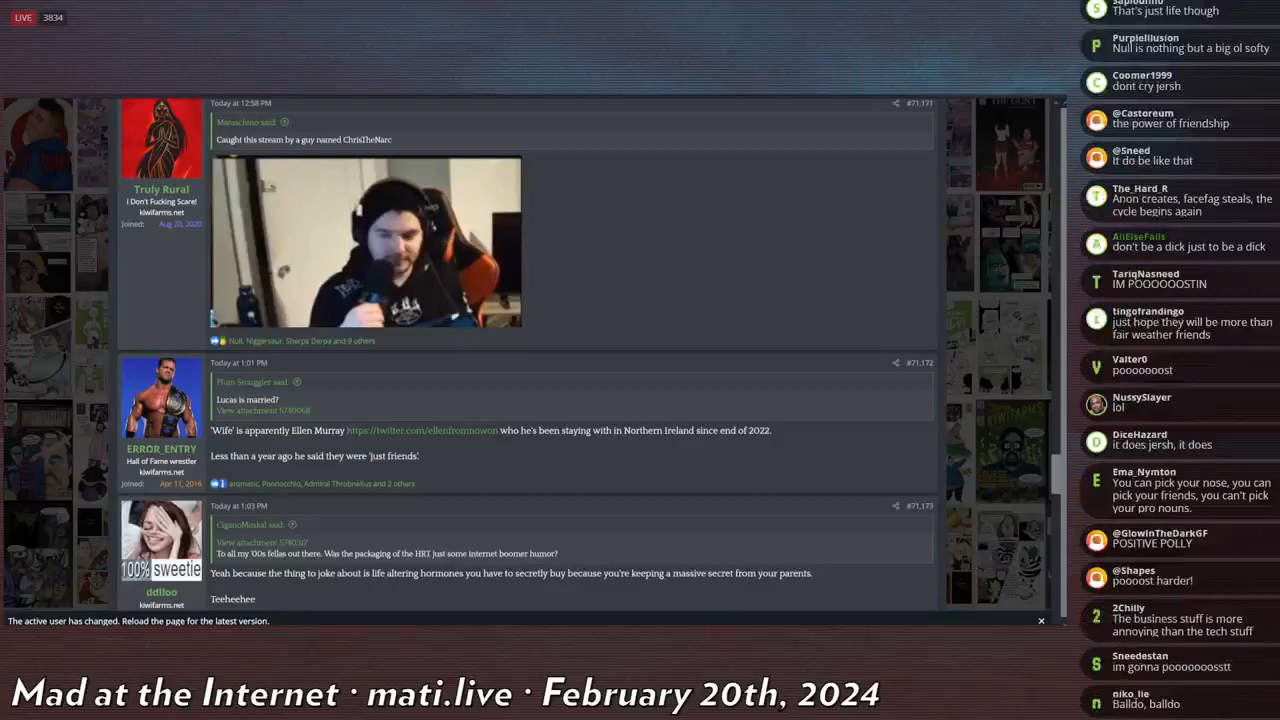 LIVE 3834
Today at 12:58 PM
#71,171
Maraschino said:
Caught this stream by a guy named ChrisTheNarc
Truly Rural
I Don't Fucking Scare!
kiwifarms.net
Joined: Aug 20, 2020
Null, Niggersaur, Sherpa Derpa and 9 others
Today at 1:01 PM
#71,172
Plum Smuggler said:
Lucas is married?
View attachment 5740068
'Wife' is apparently Ellen Murray https://twitter.com/ellenfromnowon who he's been staying with in Northern Ireland since end of 2022.
Less than a year ago he said they were 'just friends'.
ERROR_ENTRY
Hall of Fame wrestler
kiwifarms.net
Joined: Apr 11, 2016
aromatic, Poonocchio, Admiral Throbnelius and 2 others
Today at 1:03 PM
#71,173
CiganoMoskal said:
View attachment 5740317
To all my '00s fellas out there. Was the packaging of the HRT just some internet boomer humor?
Yeah because the thing to joke about is life altering hormones you have to secretly buy because you're keeping a massive secret from your parents.
Teeheehee
100% sweetie
ddlloo
kiwifarms.net
The active user has changed. Reload the page for the latest version.
Mad at the Internet · mati.live · February 20th, 2024
That's just life though
PurpleIllusion
Null is nothing but a big ol softy
Coomer1999
dont cry jersh
@Castoreum
the power of friendship
@Sneed
It do be like that
The_Hard_R
Anon creates, facefag steals, the
cycle begins again
AllElseFails
don't be a dick just to be a dick
TariqNasneed
IM POOOOOOSTIN
tingofrandingo
just hope they will be more than
fair weather friends
Valter0
pooooooost
NussySlayer
lol
DiceHazard
it does jersh, it does
Ema_Nymton
You can pick your nose, you can
pick your friends, you can't pick
your pro nouns.
@GlowInTheDarkGF
POSITIVE POLLY
@Shapes
poooost harder!
2Chilly
The business stuff is more
annoying than the tech stuff
Sneedestan
im gonna pooooooosstt
niko_lie
Balldo, balldo